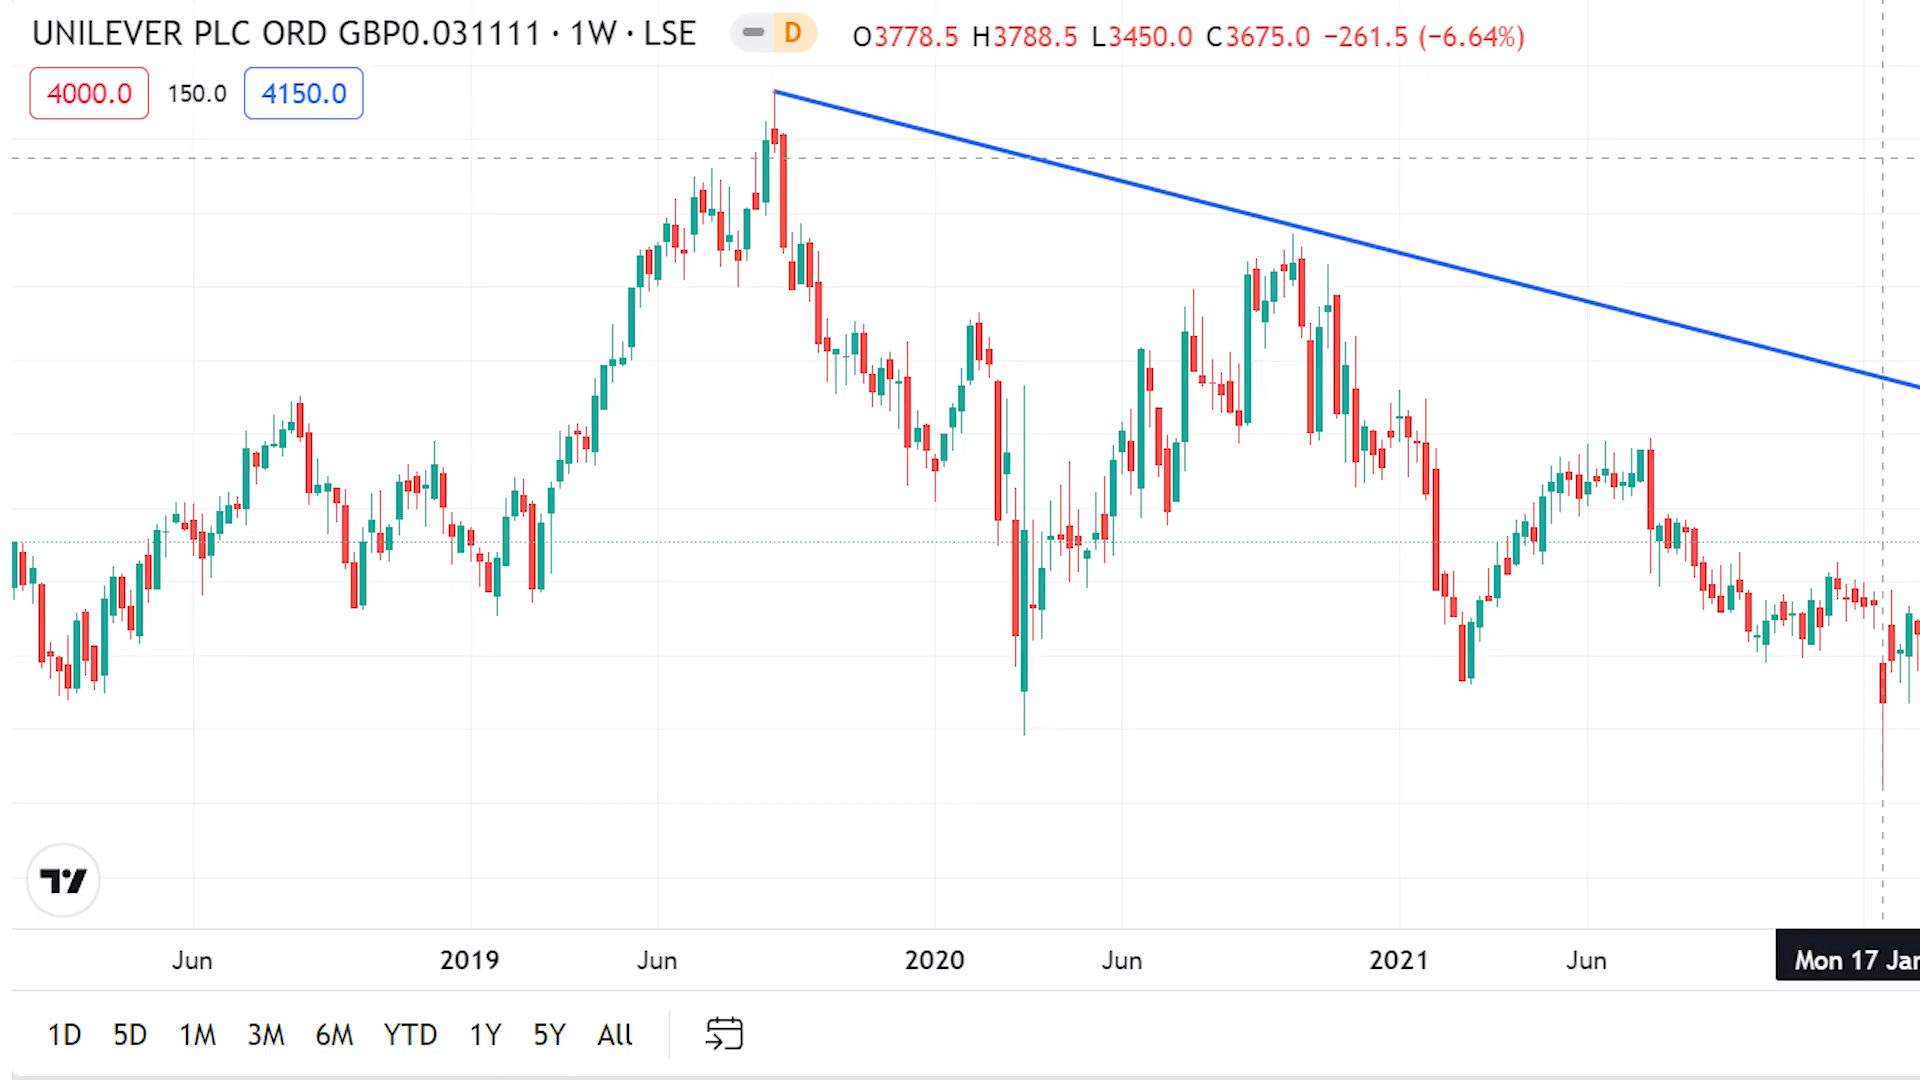 UNILEVER PLC ORD GBP0.031111 · 1W · LSE D O3778.5 H3788.5 L3450.0 C3675.0 −261.5 (−6.64%)
4000.0 150.0 4150.0
Jun 2019 Jun 2020 Jun 2021 Jun Mon 17 Jan
1D 5D 1M 3M 6M YTD 1Y 5Y All